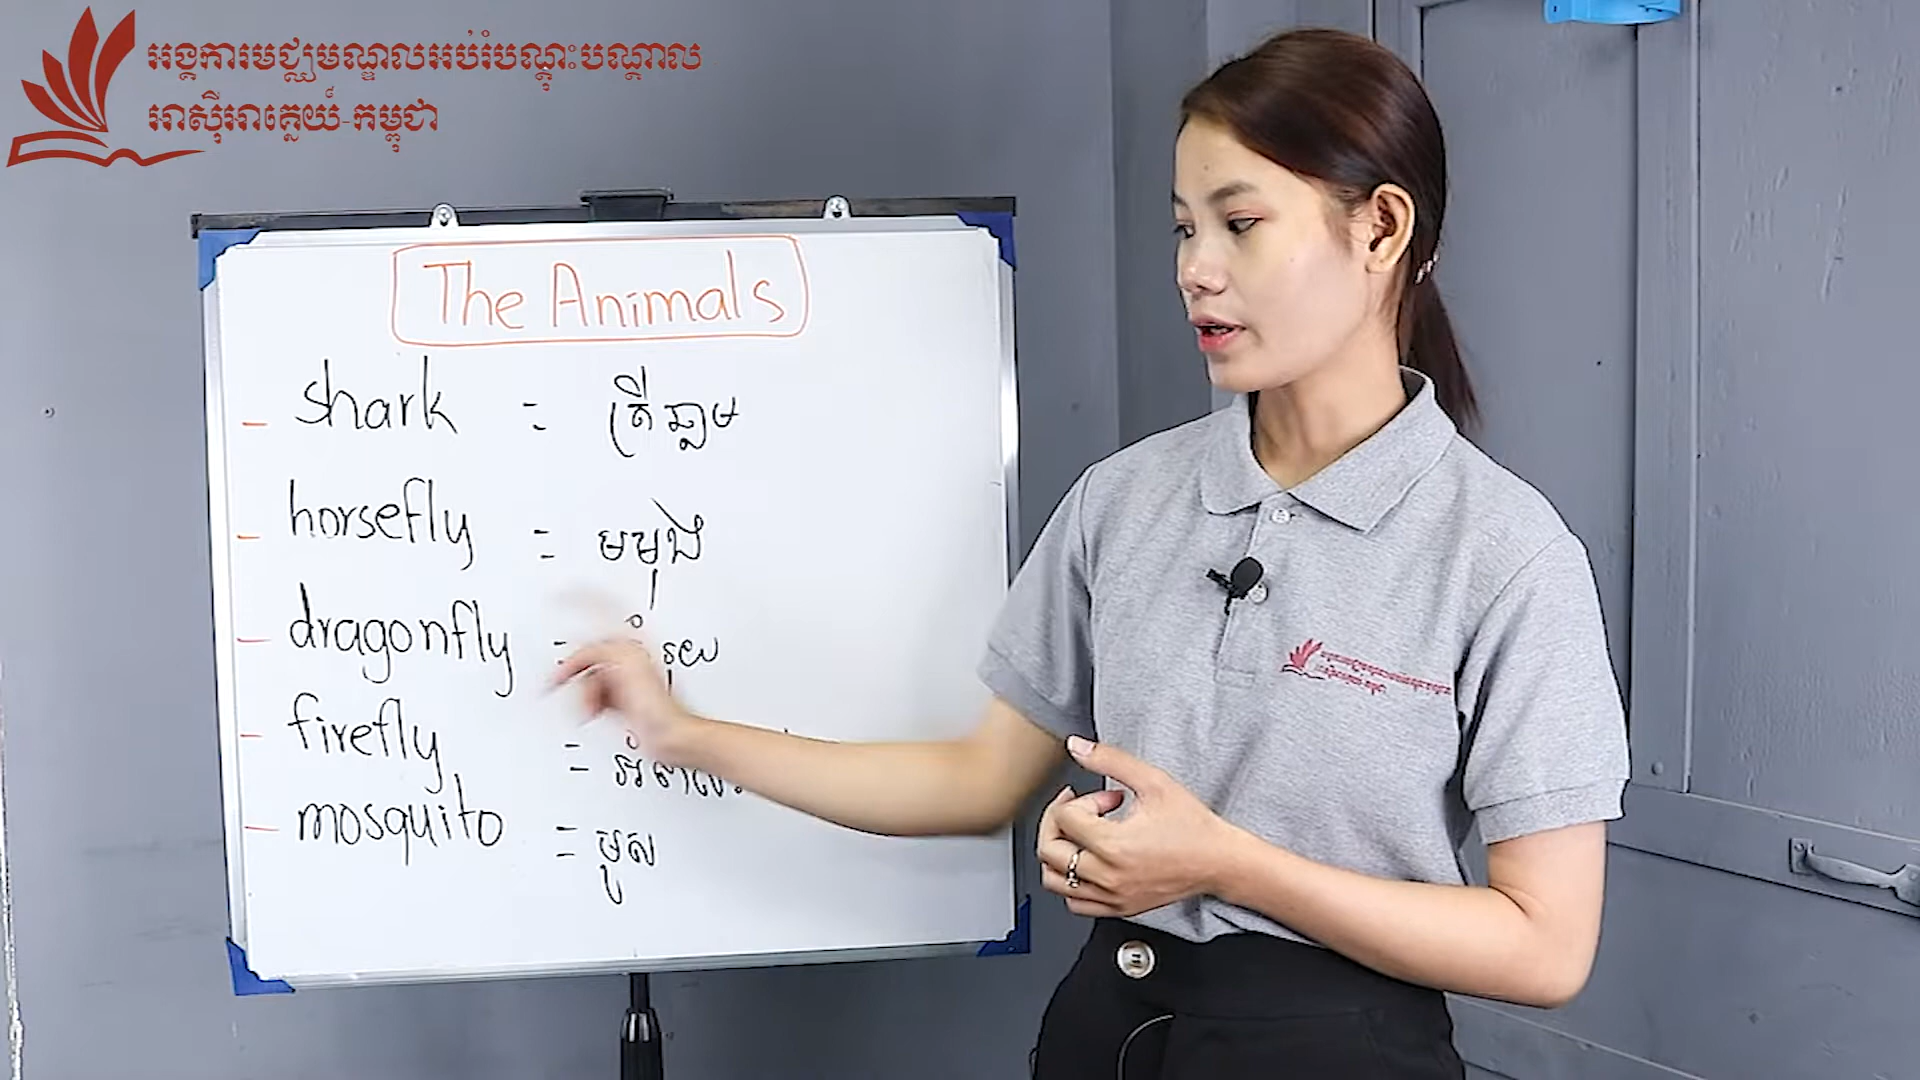 អង្គការមជ្ឈមណ្ឌលអប់រំបណ្តុះបណ្តាល
អាស៊ីអាគ្នេយ៍-កម្ពុជា
The Animals
- shark = ត្រីឆ្លាម
- horsefly = មមុង
- dragonfly =
- firefly =
- mosquito = មូស